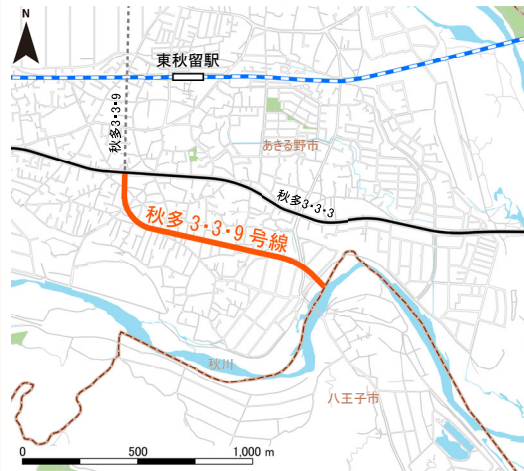 N
東秋留駅
秋多3・3・9
あきる野市
秋多3・3・3
秋多3・3・9号線
秋川
八王子市
0 500 1,000 m